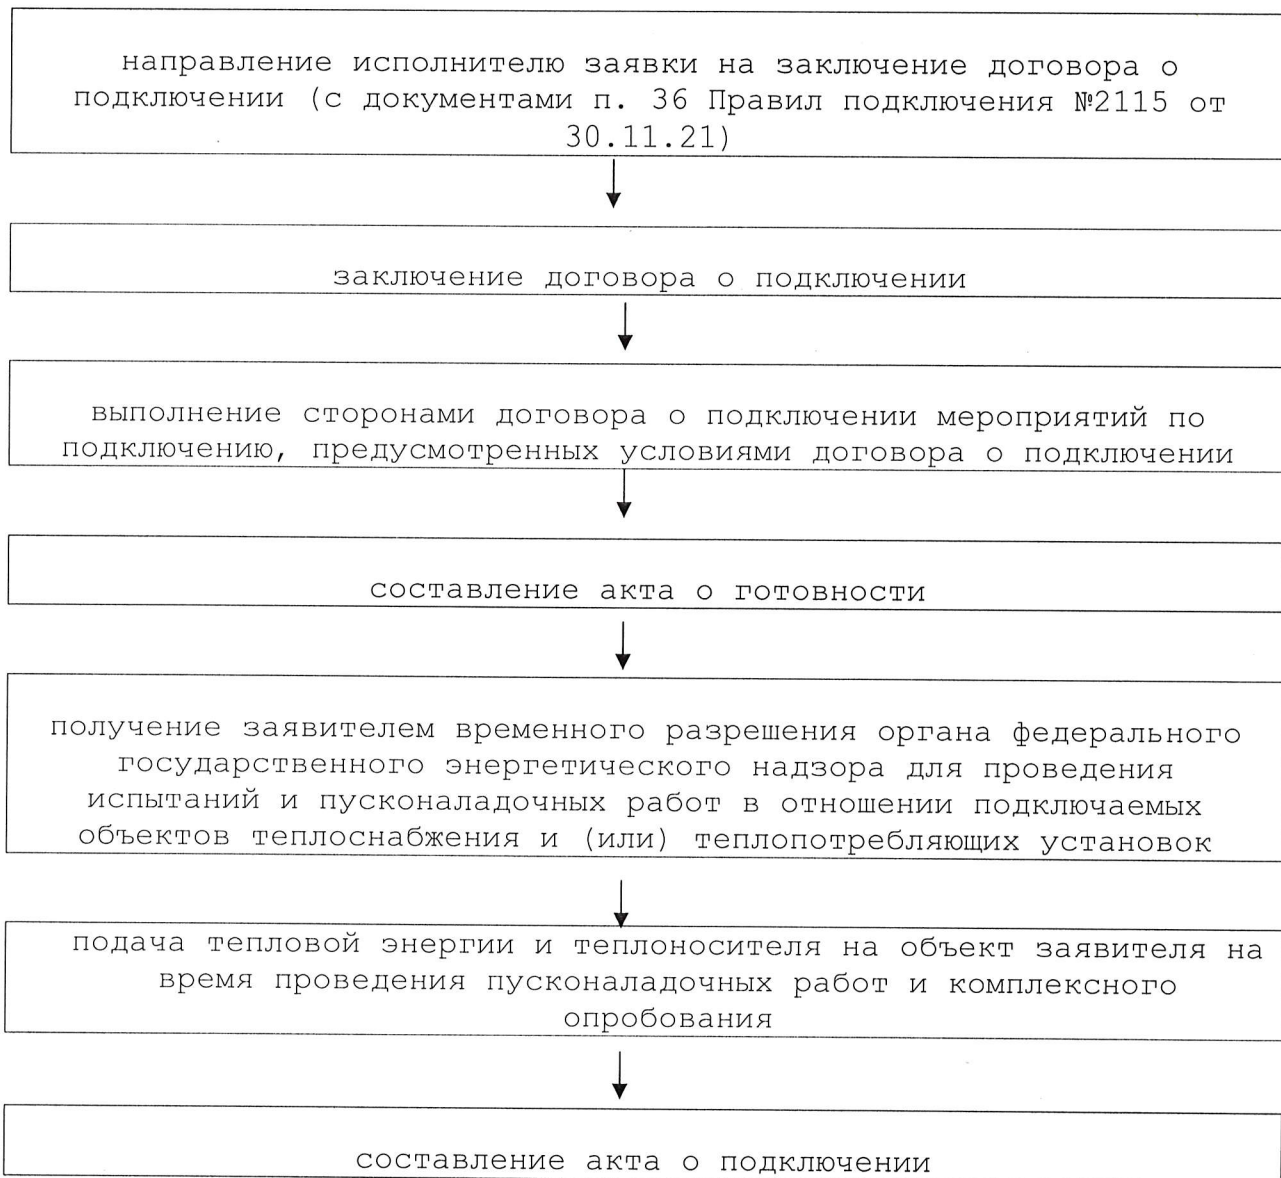 направление исполнителю заявки на заключение договора о
подключении (с документами п. 36 Правил подключения №2115 от
30.11.21)
заключение договора о подключении
выполнение сторонами договора о подключении мероприятий по
подключению, предусмотренных условиями договора о подключении
составление акта о готовности
получение заявителем временного разрешения органа федерального
государственного энергетического надзора для проведения
испытаний и пусконаладочных работ в отношении подключаемых
объектов теплоснабжения и (или) теплопотребляющих установок
подача тепловой энергии и теплоносителя на объект заявителя на
время проведения пусконаладочных работ и комплексного
опробования
составление акта о подключении